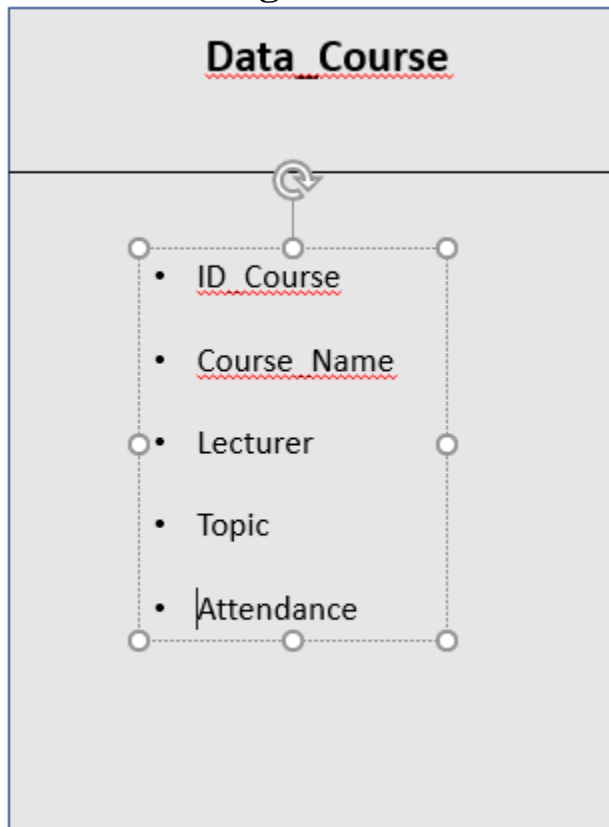 Data_Course
• ID_Course
• Course_Name
• Lecturer
• Topic
• Attendance